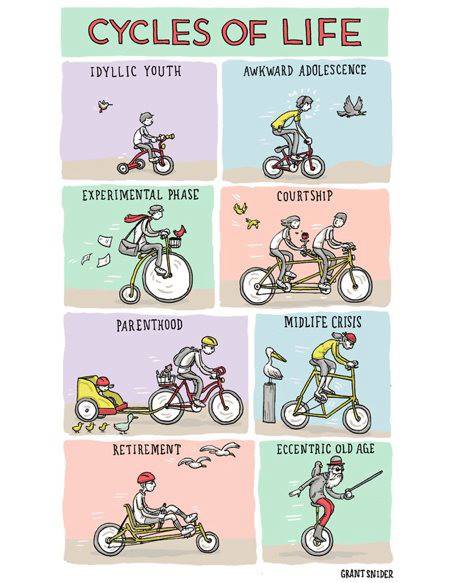 CYCLES OF LIFE
IDYLLIC YOUTH
AWKWARD ADOLESCENCE
EXPERIMENTAL PHASE
COURTSHIP
PARENTHOOD
MIDLIFE CRISIS
RETIREMENT
ECCENTRIC OLD AGE
GRANT SNIDER